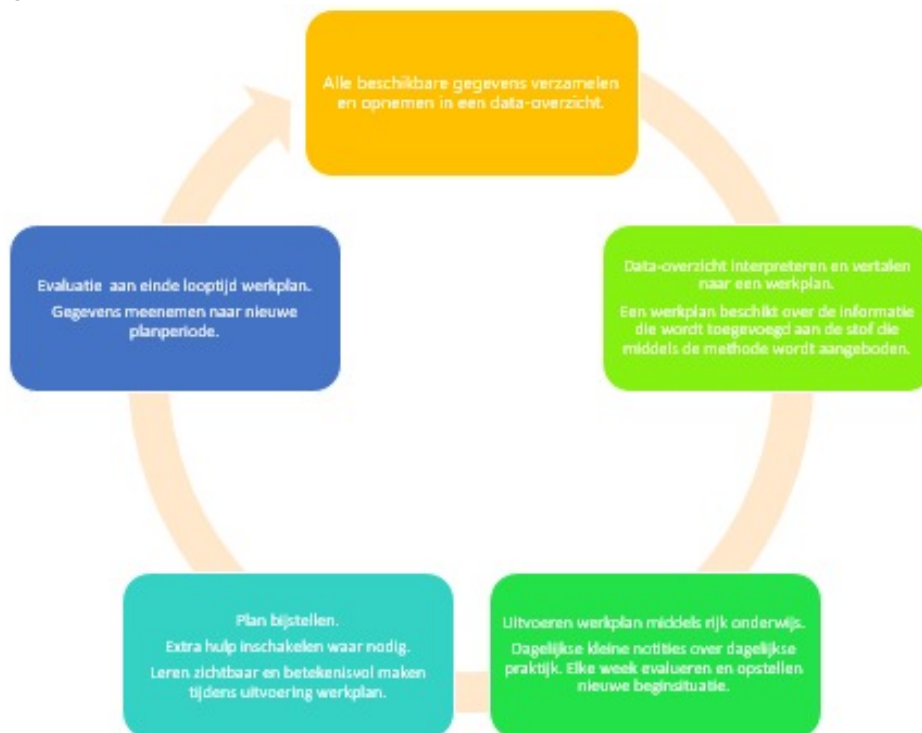 Alle beschikbare gegevens verzamelen
en opnemen in een data-overzicht.
Data-overzicht interpreteren en vertalen
naar een werkplan.
Een werkplan beschikt over de informatie
die wordt toegevoegd aan de stof die
middels de methode wordt aangeboden.
Uitvoeren werkplan middels rijk onderwijs.
Dagelijkse kleine notities over dagelijkse
praktijk. Elke week evalueren en opstellen
nieuwe beginsituatie.
Plan bijstellen.
Extra hulp inschakelen waar nodig.
Leren zichtbaar en betekenisvol maken
tijdens uitvoering werkplan.
Evaluatie aan einde looptijd werkplan.
Gegevens meenemen naar nieuwe
planperiode.